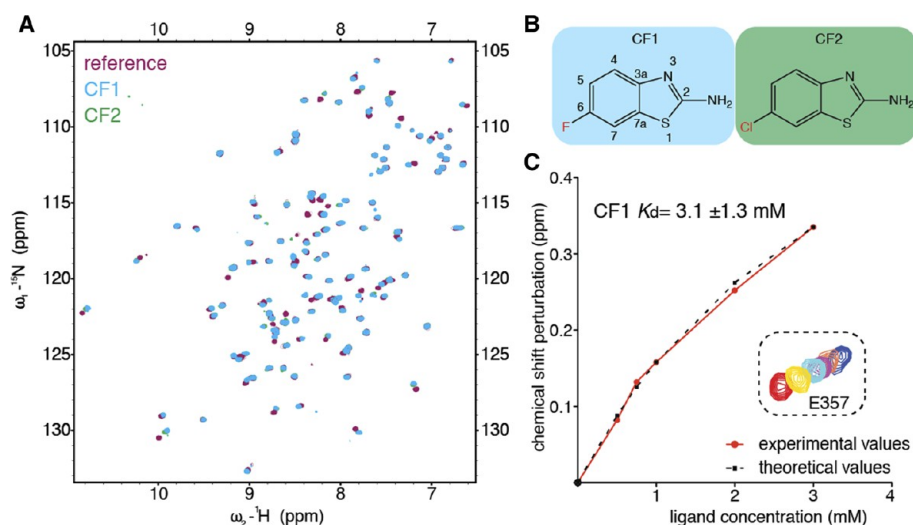 A
10 9 8 7
105 105
reference
CF1
CF2
110 110
115 115
120 120
125 125
130 130
10 9 8 7
ω₁-¹⁵N (ppm)
ω₂-¹H (ppm)
B
CF1
CF2
4
5
3a
N
3
2
NH₂
6
F
7
7a
S
1
N
NH₂
Cl
S
C
CF1 Kd= 3.1 ±1.3 mM
0.4
0.3
0.2
0.1
chemical shift perturbation (ppm)
E357
experimental values
theoretical values
1 2 3 4
ligand concentration (mM)